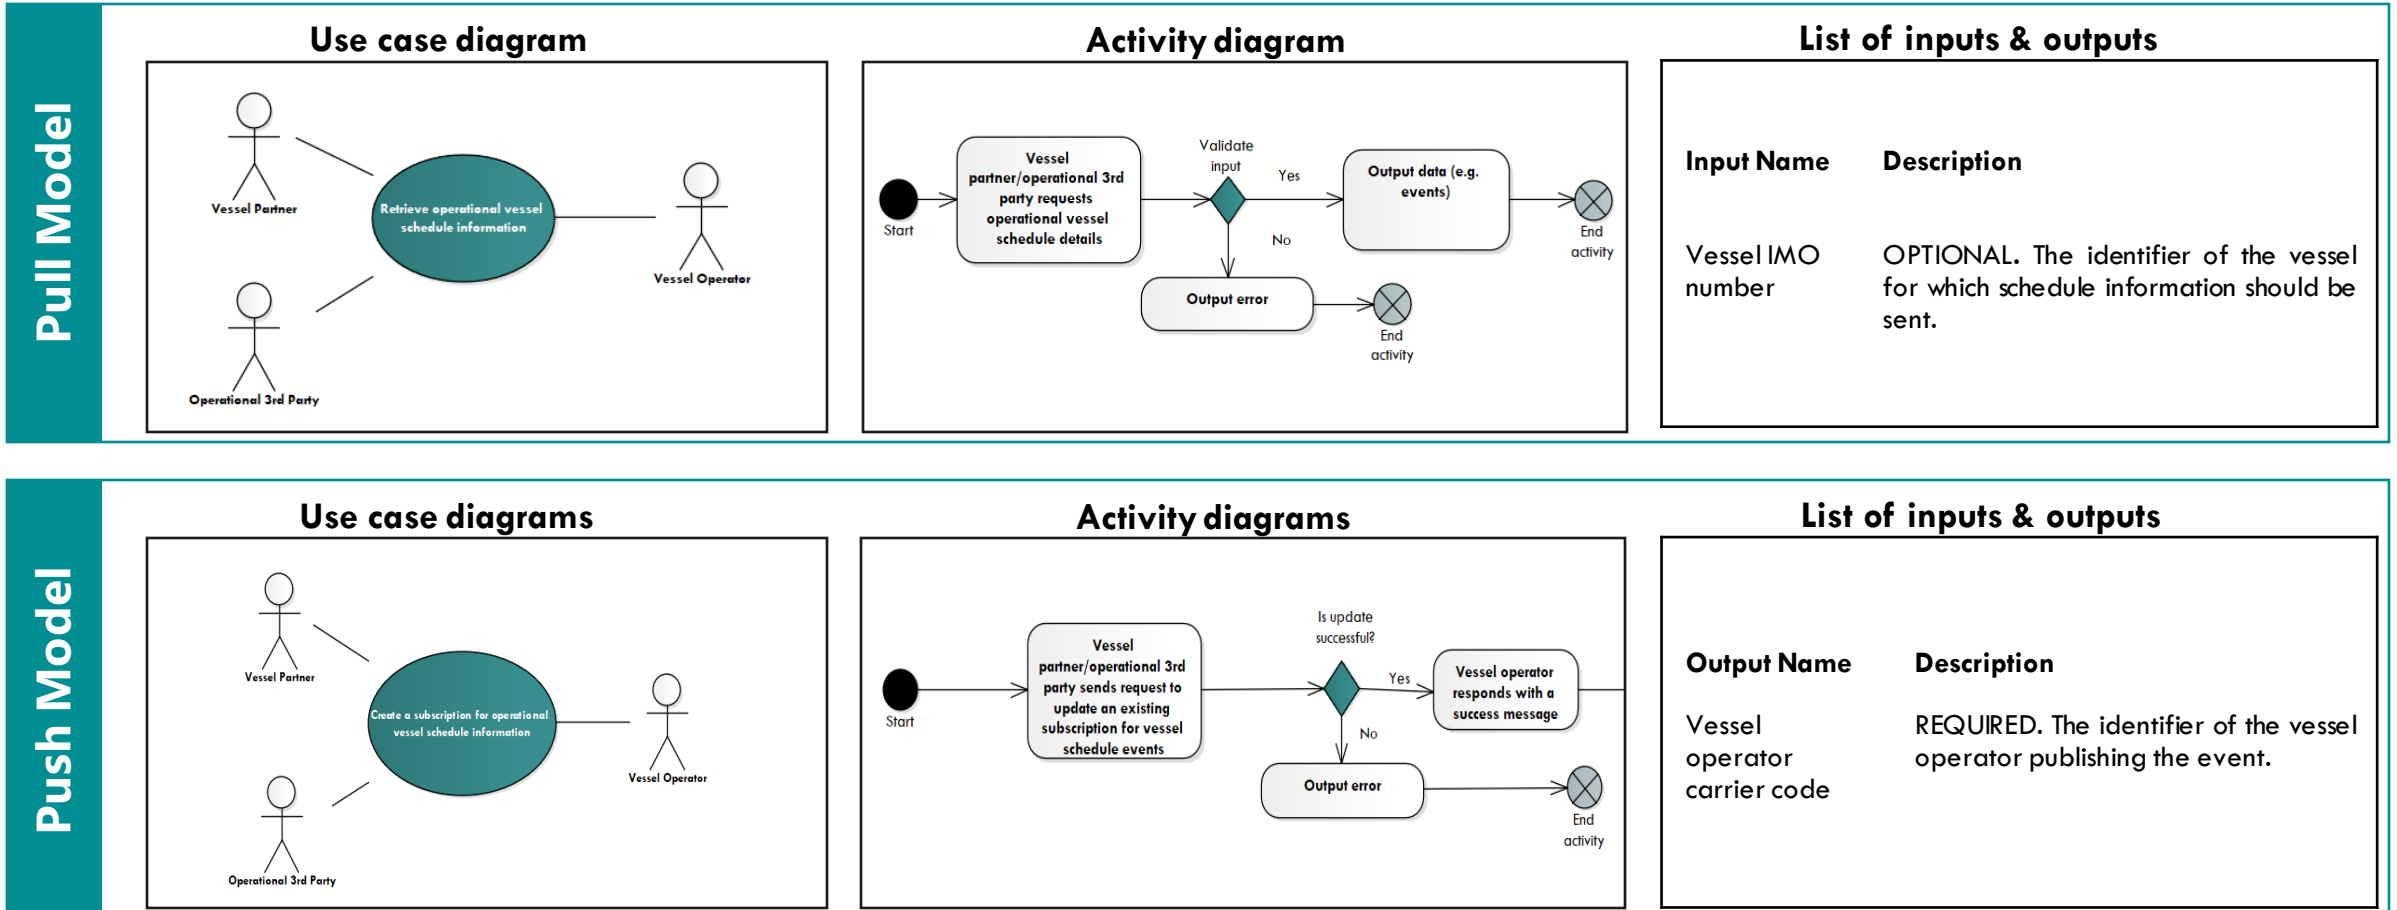 Pull Model
Use case diagram
Vessel Partner
Operational 3rd Party
Retrieve operational vessel
schedule information
Vessel Operator
Activity diagram
Start
Vessel
partner/operational 3rd
party requests
operational vessel
schedule details
Validate
input
Yes
No
Output data (e.g.
events)
End
activity
Output error
End
activity
List of inputs & outputs
Input Name
Description
Vessel IMO
number
OPTIONAL. The identifier of the vessel
for which schedule information should be
sent.
Push Model
Use case diagrams
Vessel Partner
Operational 3rd Party
Create a subscription for operational
vessel schedule information
Vessel Operator
Activity diagrams
Start
Vessel
partner/operational 3rd
party sends request to
update an existing
subscription for vessel
schedule events
Is update
successful?
Yes
No
Vessel operator
responds with a
success message
Output error
End
activity
List of inputs & outputs
Output Name
Description
Vessel
operator
carrier code
REQUIRED. The identifier of the vessel
operator publishing the event.